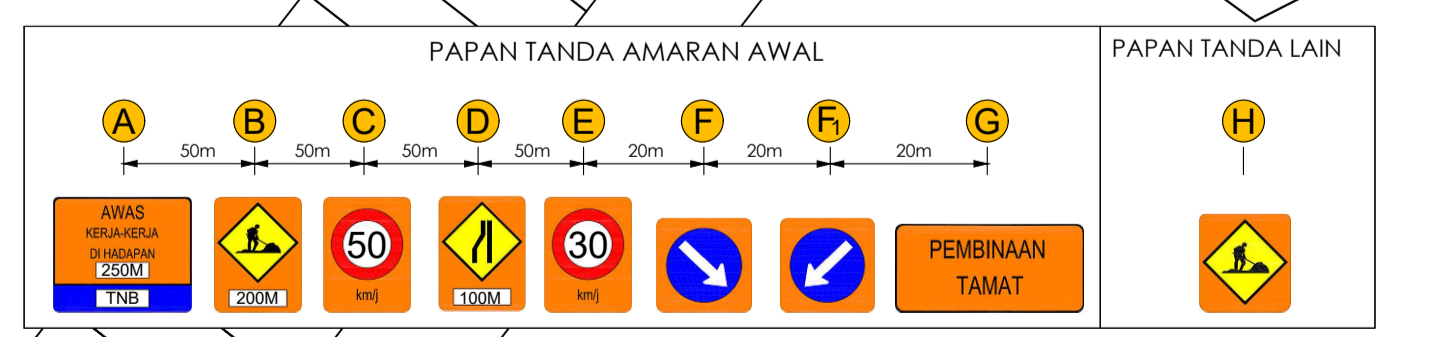 PAPAN TANDA AMARAN AWAL
PAPAN TANDA LAIN
A B C D E F F1 G H
50m 50m 50m 50m 20m 20m 20m
AWAS
KERJA-KERJA
DI HADAPAN
250M
TNB
200M
50
km/j
100M
30
km/j
PEMBINAAN
TAMAT